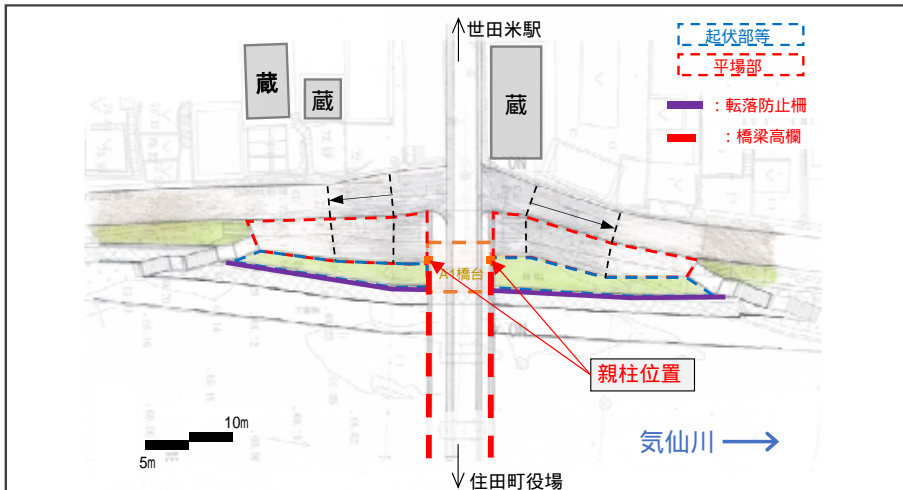 世田米駅
起伏部等
平場部
：転落防止柵
：橋梁高欄
蔵
蔵
蔵
A1橋台
親柱位置
10m
5m
気仙川
住田町役場